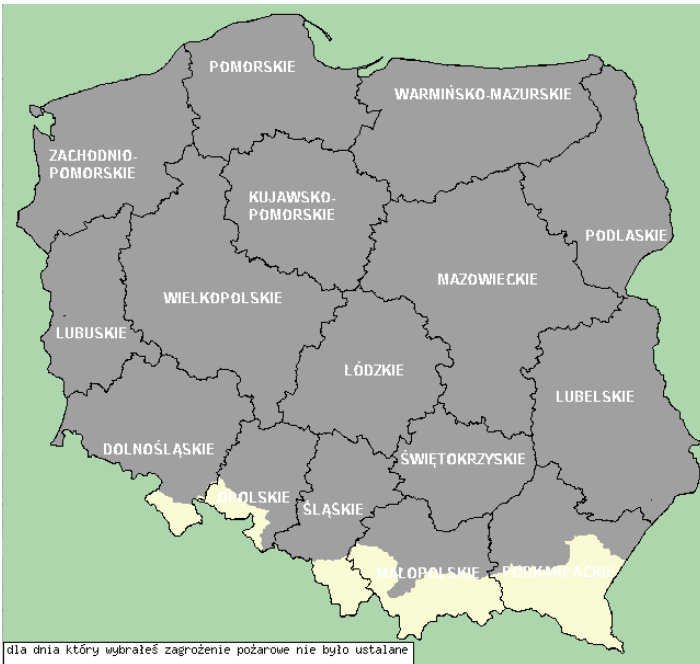 POMORSKIE
WARMIŃSKO-MAZURSKIE
ZACHODNIO-
POMORSKIE
KUJAWSKO-
POMORSKIE
PODLASKIE
MAZOWIECKIE
WIELKOPOLSKIE
LUBUSKIE
ŁÓDZKIE
LUBELSKIE
DOLNOŚLĄSKIE
ŚWIĘTOKRZYSKIE
OPOLSKIE
ŚLĄSKIE
MAŁOPOLSKIE
PODKARPACKIE
dla dnia który wybrałeś zagrożenie pożarowe nie było ustalane